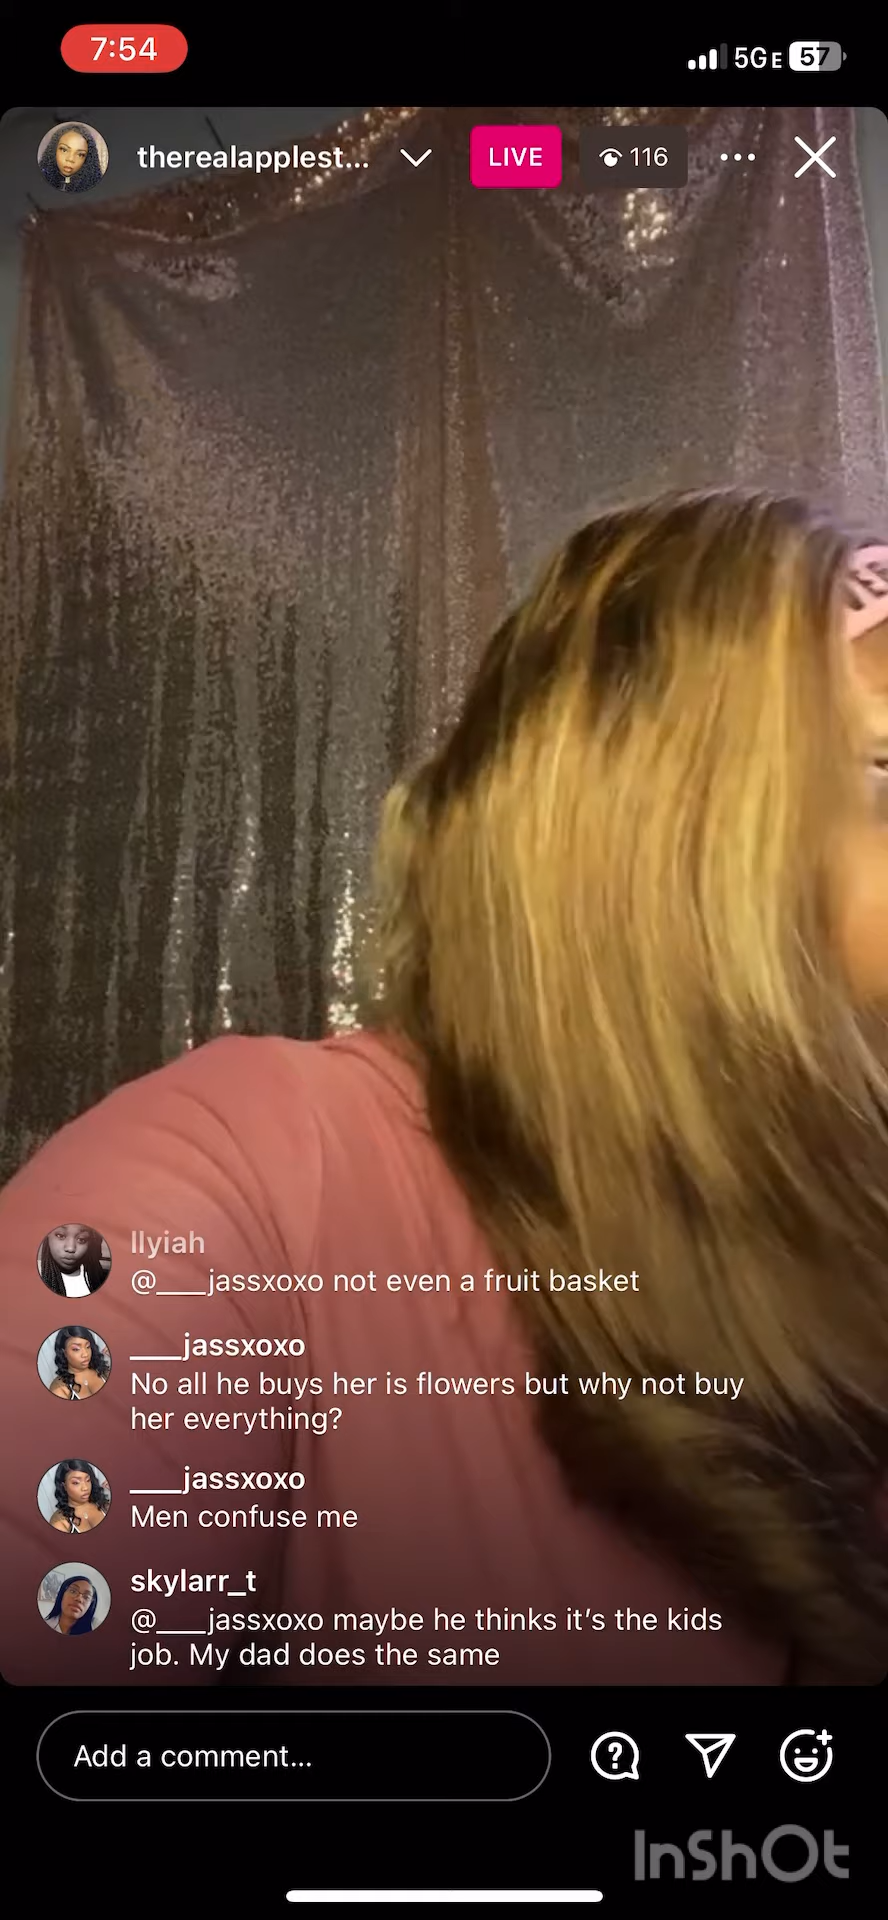 7:54
5GE 57
therealapplest...
LIVE
116
llyiah
@___jassxoxo not even a fruit basket
___jassxoxo
No all he buys her is flowers but why not buy
her everything?
___jassxoxo
Men confuse me
skylarr_t
@___jassxoxo maybe he thinks it’s the kids
job. My dad does the same
Add a comment...
InShOt